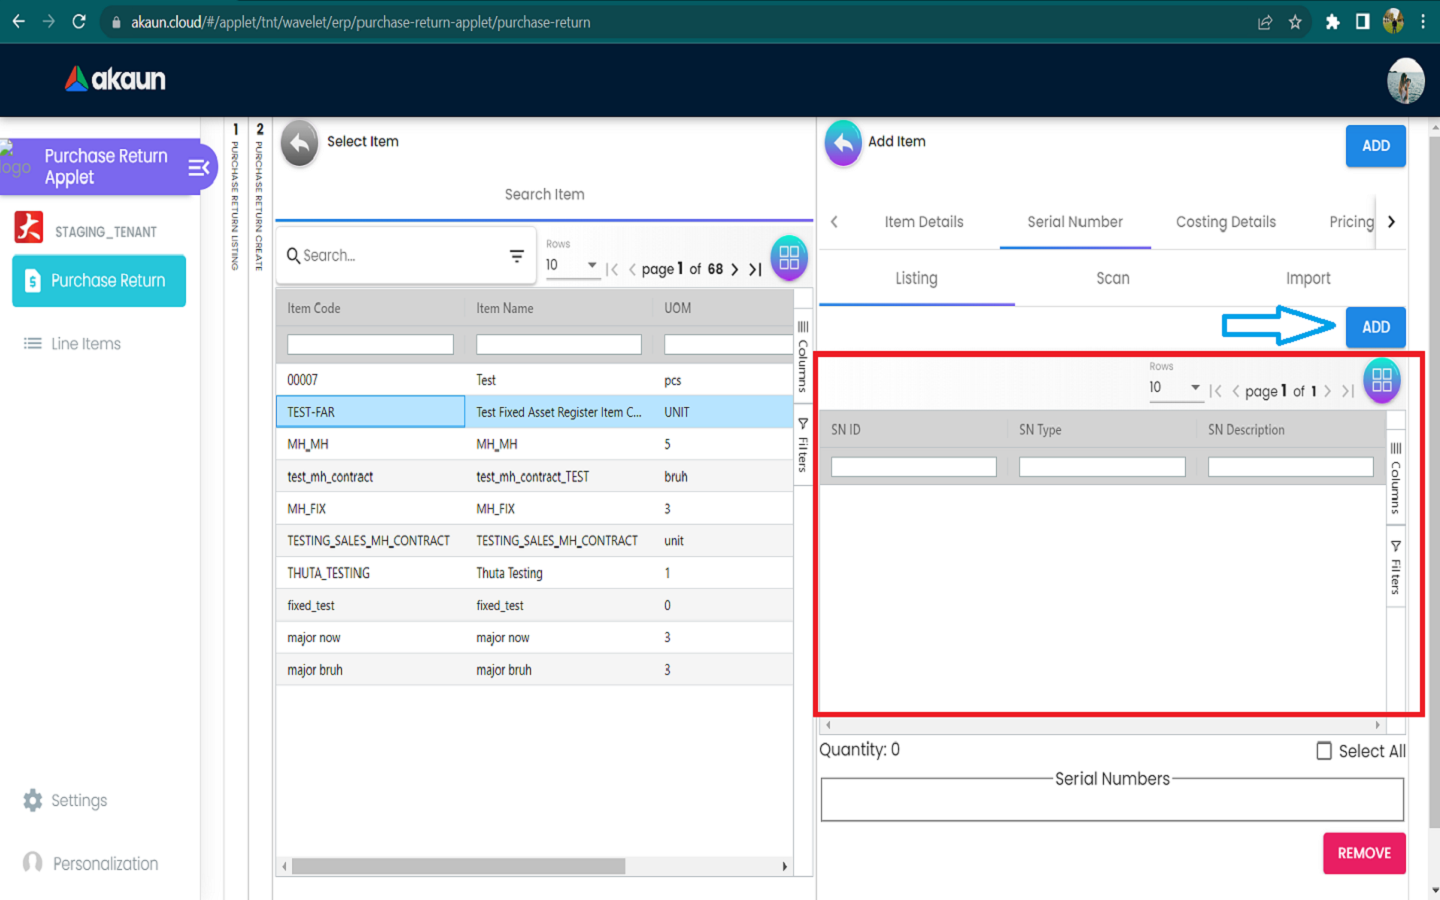 akaun.cloud/#/applet/tnt/wavelet/erp/purchase-return-applet/purchase-return
akaun
logo
Purchase Return
Applet
STAGING_TENANT
Purchase Return
Line Items
Settings
Personalization
1 PURCHASE RETURN LISTING
2 PURCHASE RETURN CREATE
Select Item
Search Item
Search...
Rows
10
page 1 of 68
Item Code Item Name UOM
00007 Test pcs
TEST-FAR Test Fixed Asset Register Item C... UNIT
MH_MH MH_MH 5
test_mh_contract test_mh_contract_TEST bruh
MH_FIX MH_FIX 3
TESTING_SALES_MH_CONTRACT TESTING_SALES_MH_CONTRACT unit
THUTA_TESTING Thuta Testing 1
fixed_test fixed_test 0
major now major now 3
major bruh major bruh 3
Columns
Filters
Add Item
ADD
Item Details Serial Number Costing Details Pricing
Listing Scan Import
ADD
Rows
10
page 1 of 1
SN ID SN Type SN Description
Columns
Filters
Quantity: 0
Select All
Serial Numbers
REMOVE